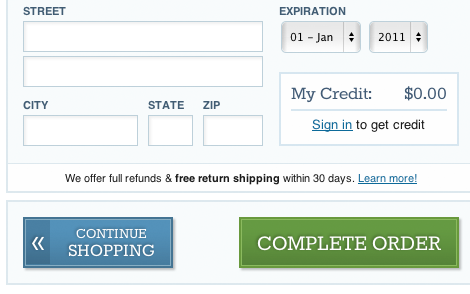 STREET
EXPIRATION
01 – Jan
2011
My Credit: $0.00
Sign in to get credit
CITY STATE ZIP
We offer full refunds & free return shipping within 30 days. Learn more!
« CONTINUE
SHOPPING
COMPLETE ORDER